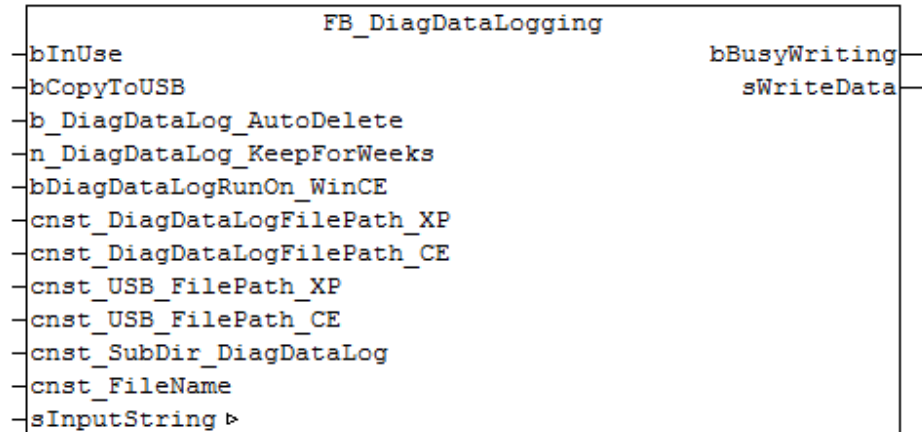 FB_DiagDataLogging
bInUse bBusyWriting
bCopyToUSB sWriteData
b_DiagDataLog_AutoDelete
n_DiagDataLog_KeepForWeeks
bDiagDataLogRunOn_WinCE
cnst_DiagDataLogFilePath_XP
cnst_DiagDataLogFilePath_CE
cnst_USB_FilePath_XP
cnst_USB_FilePath_CE
cnst_SubDir_DiagDataLog
cnst_FileName
sInputString ▹